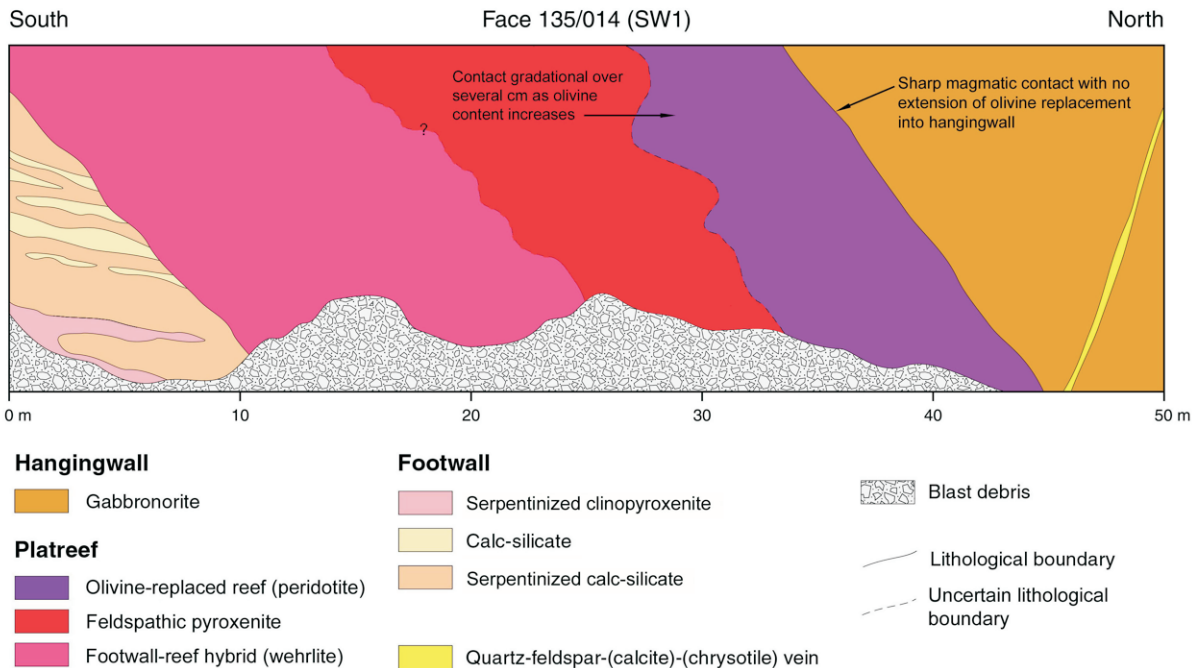 South
Face 135/014 (SW1)
North
Contact gradational over
several cm as olivine
content increases
Sharp magmatic contact with no
extension of olivine replacement
into hangingwall
?
0 m
10
20
30
40
50 m
Hangingwall
Gabbronorite
Platreef
Olivine-replaced reef (peridotite)
Feldspathic pyroxenite
Footwall-reef hybrid (wehrlite)
Footwall
Serpentinized clinopyroxenite
Calc-silicate
Serpentinized calc-silicate
Quartz-feldspar-(calcite)-(chrysotile) vein
Blast debris
Lithological boundary
Uncertain lithological
boundary